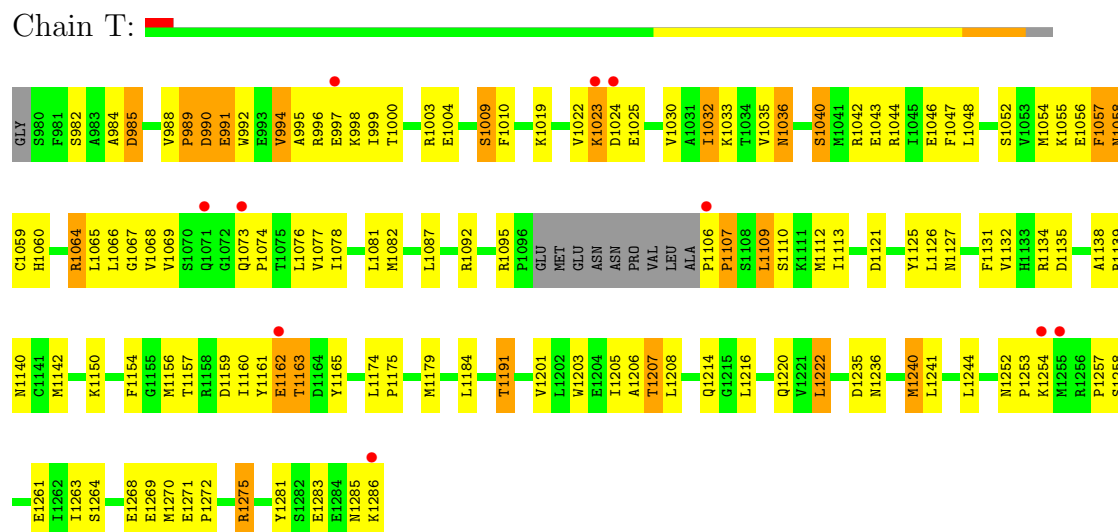 Chain T:
GLY S980 F981 S982 A983 A984 D985 V988 P989 D990 E991 W992 E993 V994 A995 R996 E997 K998 I999 T1000 R1003 E1004 S1009 F1010 K1019 V1022 K1023 D1024 E1025 V1030 A1031 I1032 K1033 T1034 V1035 N1036 S1040 M1041 R1042 E1043 R1044 I1045 E1046 F1047 L1048 S1052 V1053 M1054 K1055 E1056 F1057 N1058
C1059 H1060 R1064 L1065 L1066 G1067 V1068 V1069 S1070 Q1071 G1072 Q1073 P1074 T1075 L1076 V1077 I1078 L1081 M1082 L1087 R1092 R1095 P1096 GLU MET GLU ASN ASN PRO VAL LEU ALA P1106 P1107 S1108 L1109 S1110 K1111 M1112 I1113 D1121 Y1125 L1126 N1127 F1131 V1132 H1133 R1134 D1135 A1138 R1139
N1140 C1141 M1142 K1150 F1154 G1155 M1156 T1157 R1158 D1159 I1160 Y1161 E1162 T1163 D1164 Y1165 L1174 P1175 M1179 L1184 T1191 V1201 L1202 W1203 E1204 I1205 A1206 T1207 L1208 Q1214 G1215 L1216 Q1220 V1221 L1222 D1235 N1236 M1240 L1241 L1244 N1252 P1253 K1254 M1255 R1256 P1257 S1258
E1261 I1262 I1263 S1264 E1268 E1269 M1270 E1271 P1272 R1275 Y1281 S1282 E1283 E1284 N1285 K1286